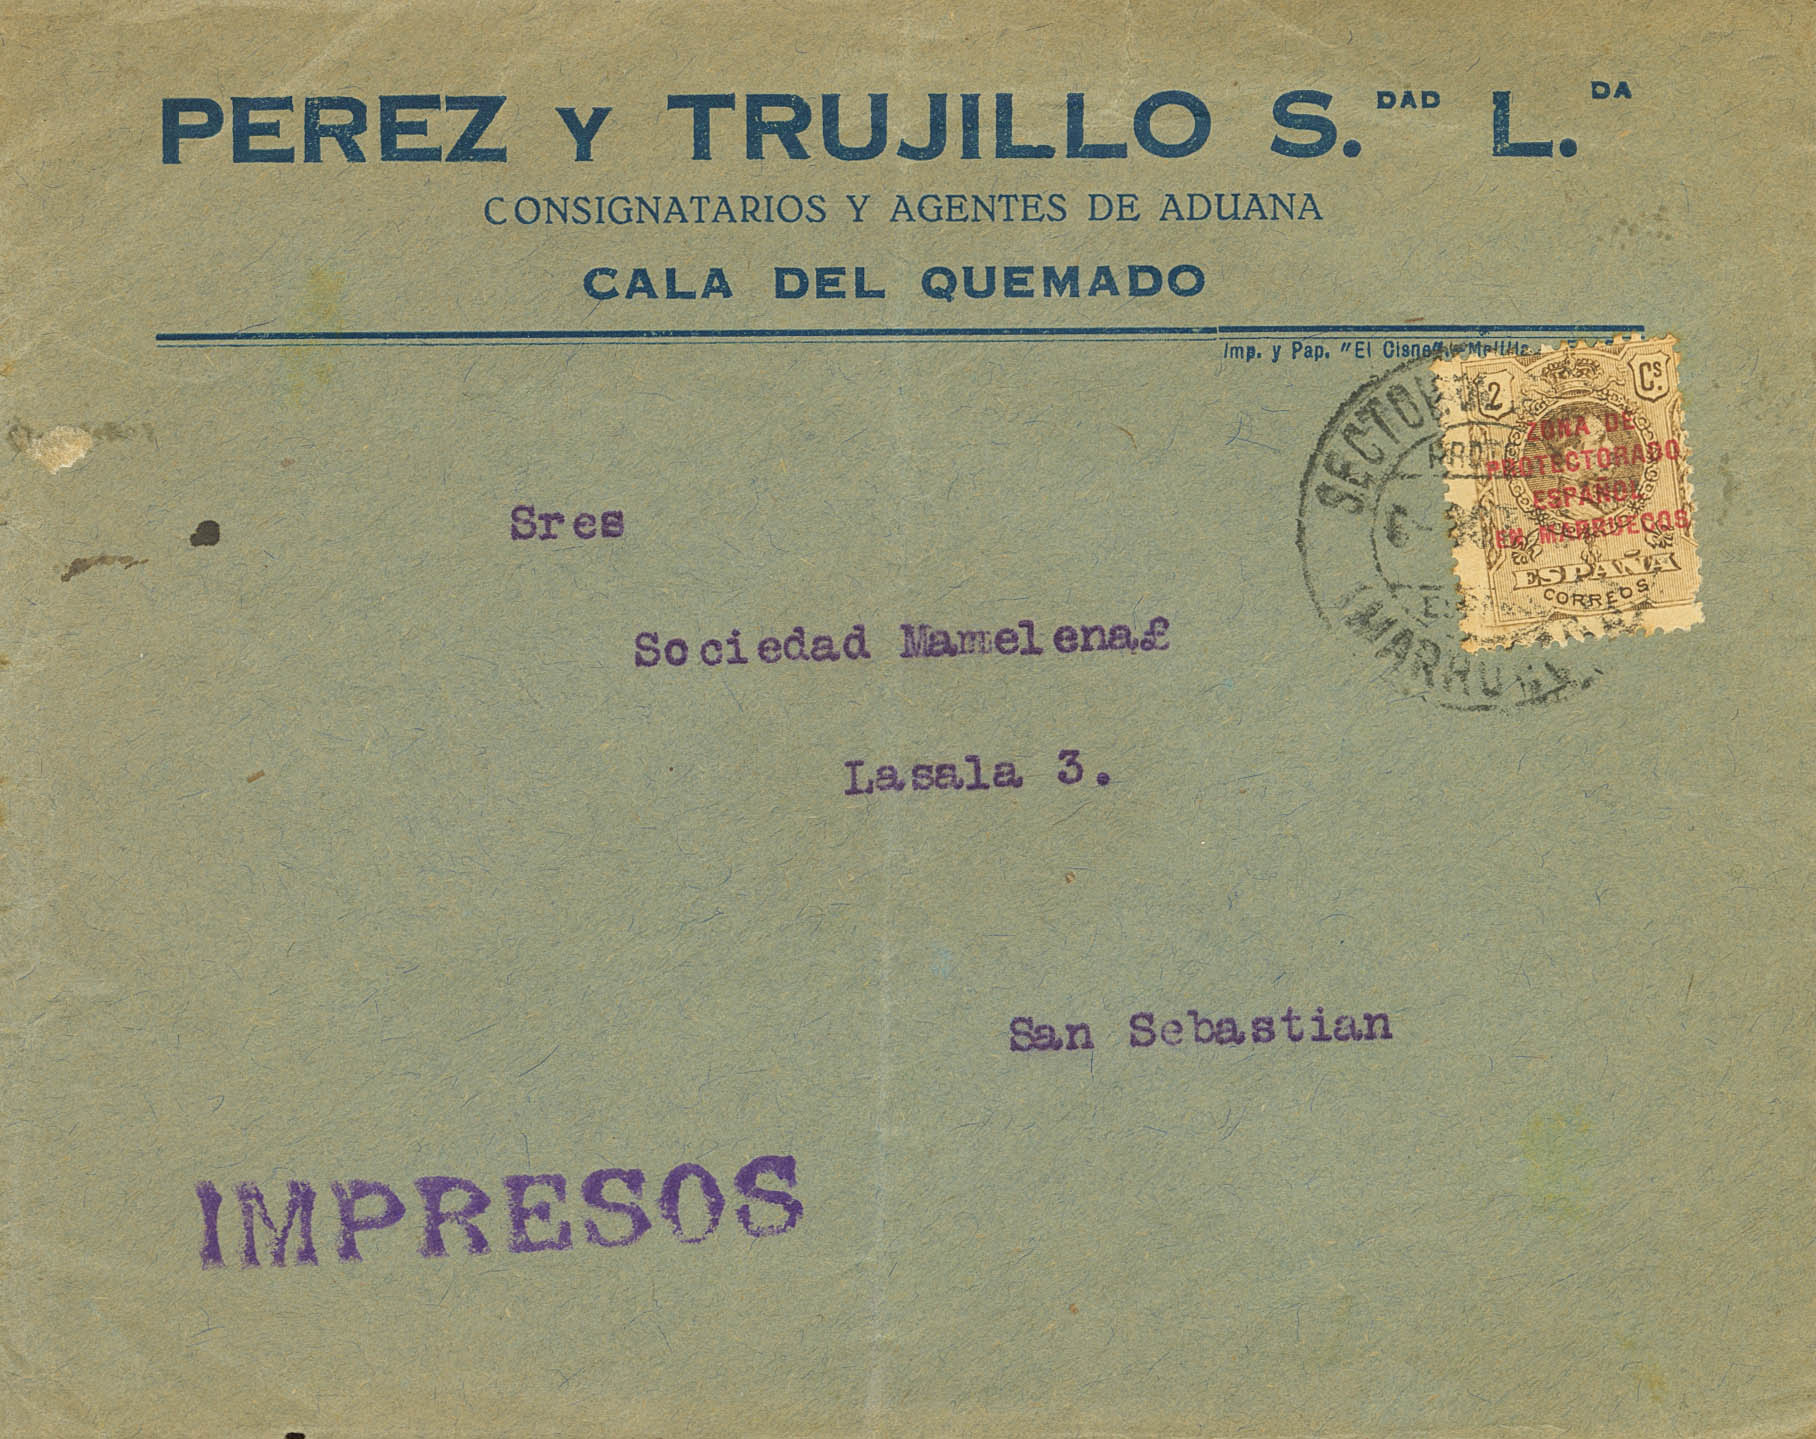 PEREZ Y TRUJILLO S.DAD L.DA
CONSIGNATARIOS Y AGENTES DE ADUANA
CALA DEL QUEMADO
Imp. y Pap. "El Cisne".-Melilla
2 Cs.
ZONA DE
PROTECTORADO
ESPAÑOL
EN MARRUECOS
ESPAÑA
CORREOS
Sres
Sociedad Mamelena£
Lasala 3.
San Sebastian
IMPRESOS